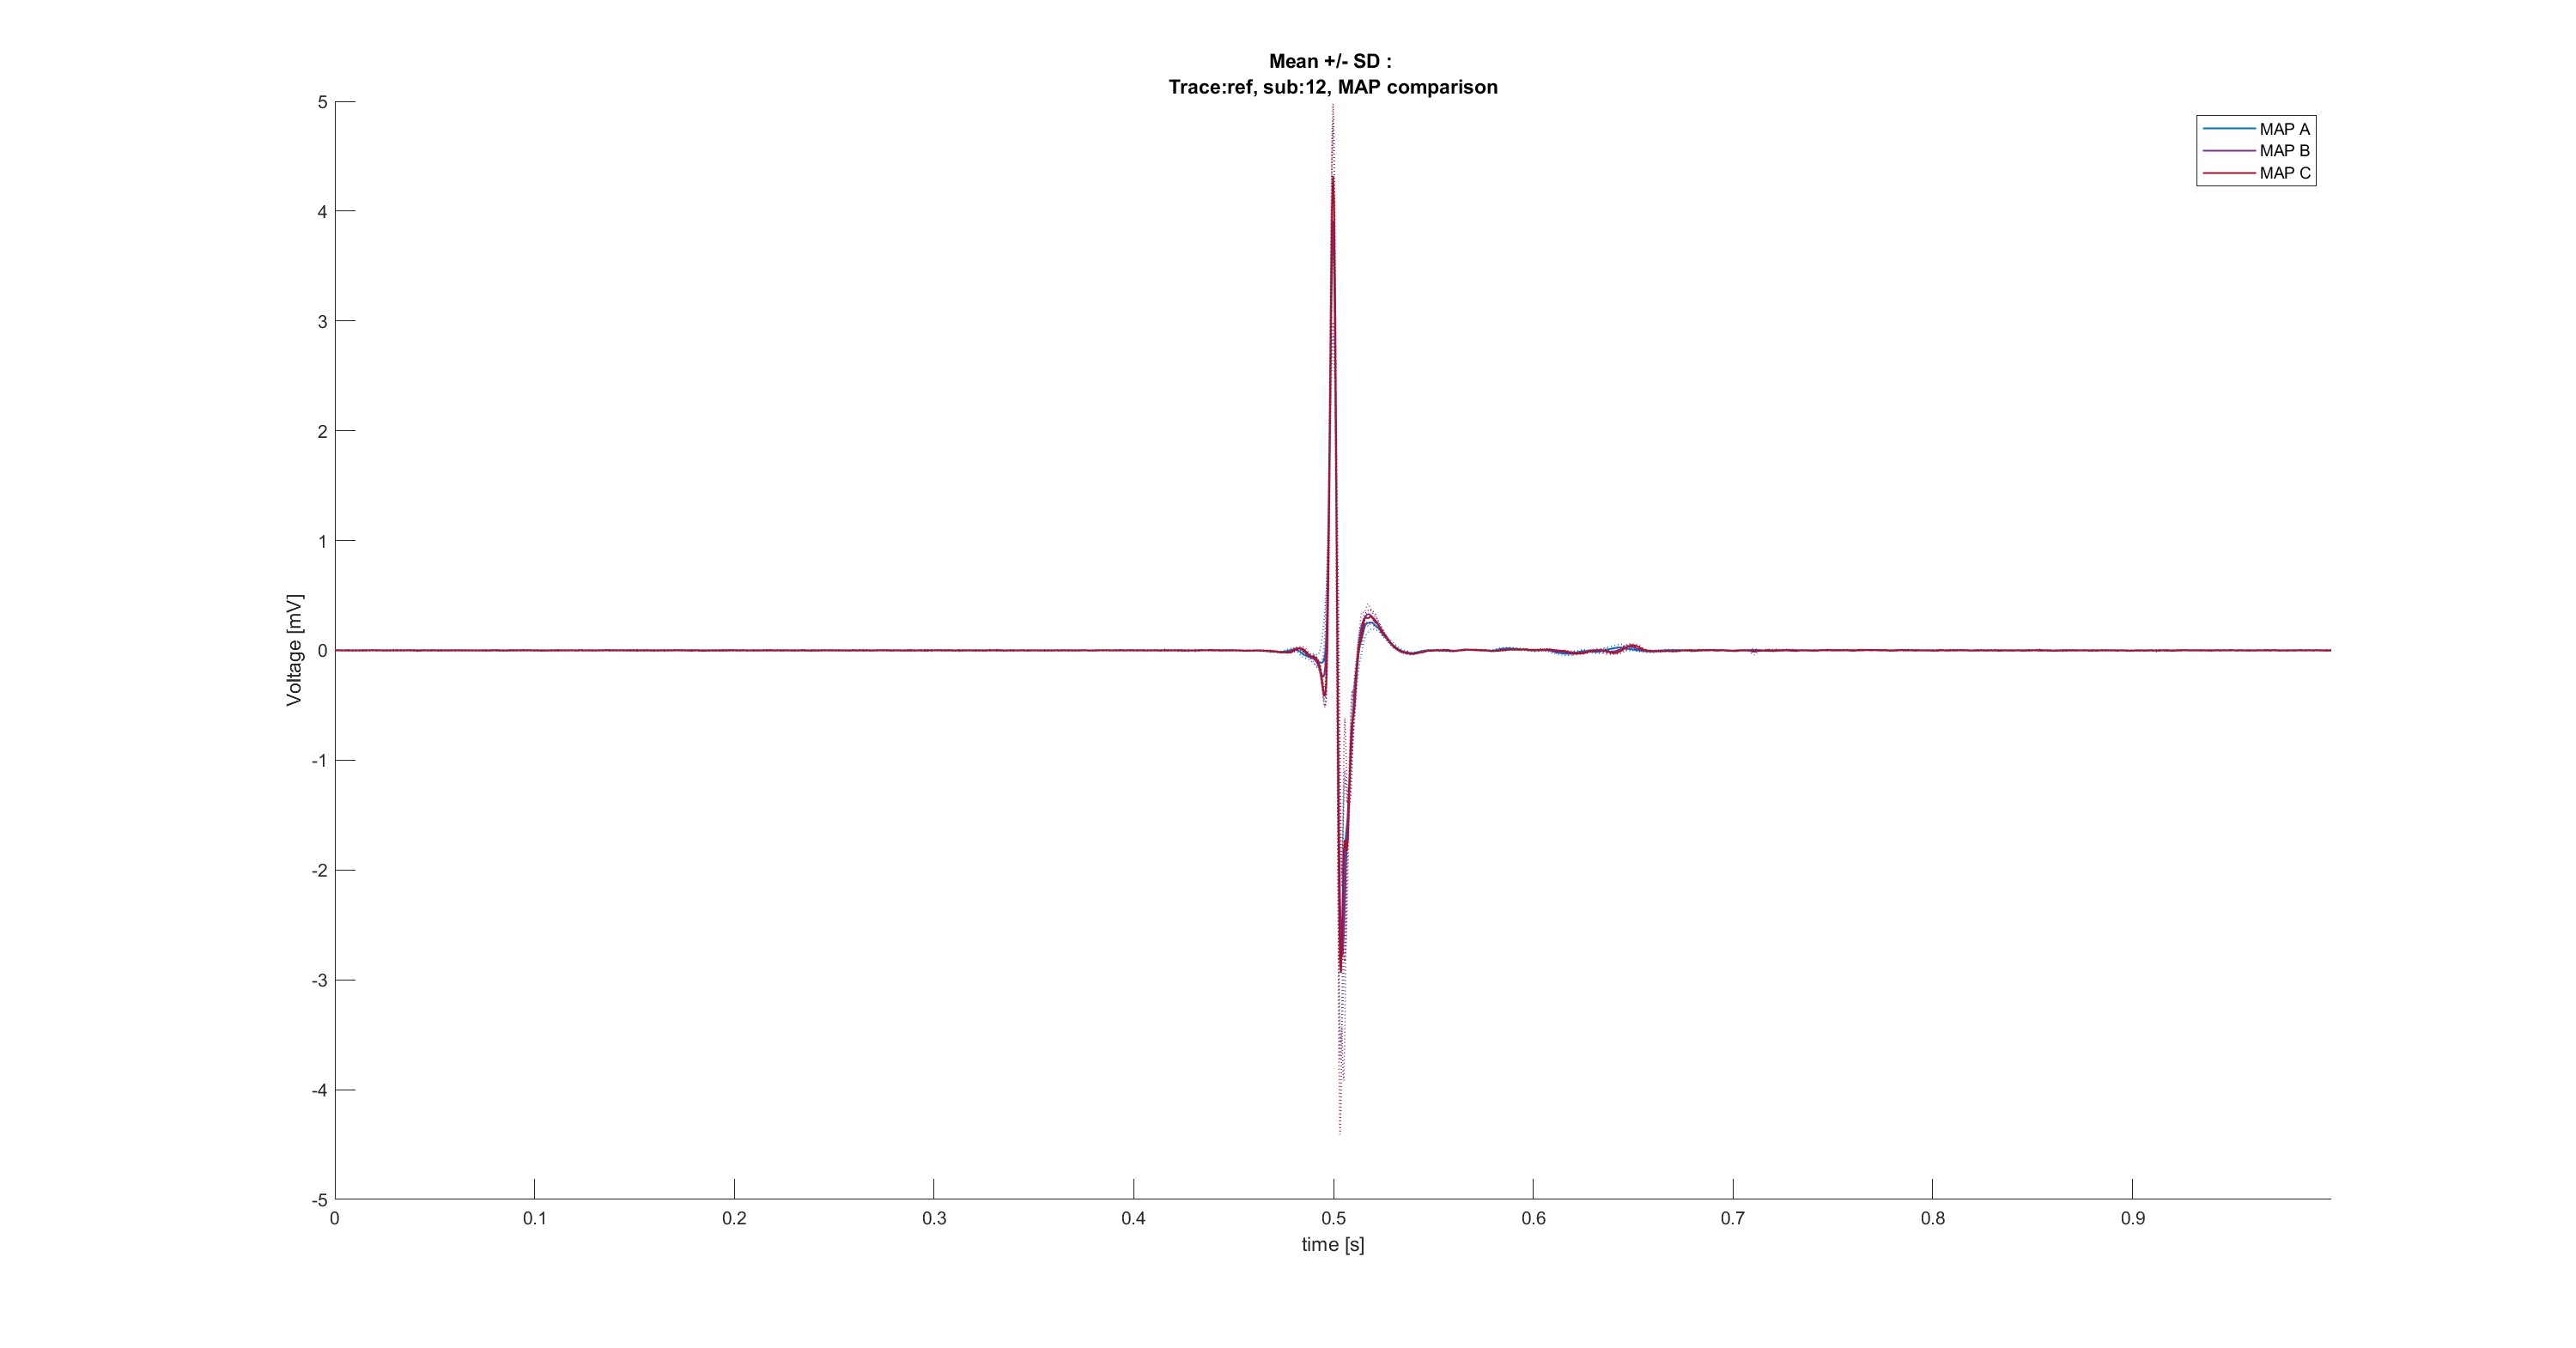 Mean +/- SD :
Trace:ref, sub:12, MAP comparison
MAP A
MAP B
MAP C
5
4
3
2
1
0
-1
-2
-3
-4
-5
Voltage [mV]
0 0.1 0.2 0.3 0.4 0.5 0.6 0.7 0.8 0.9
time [s]